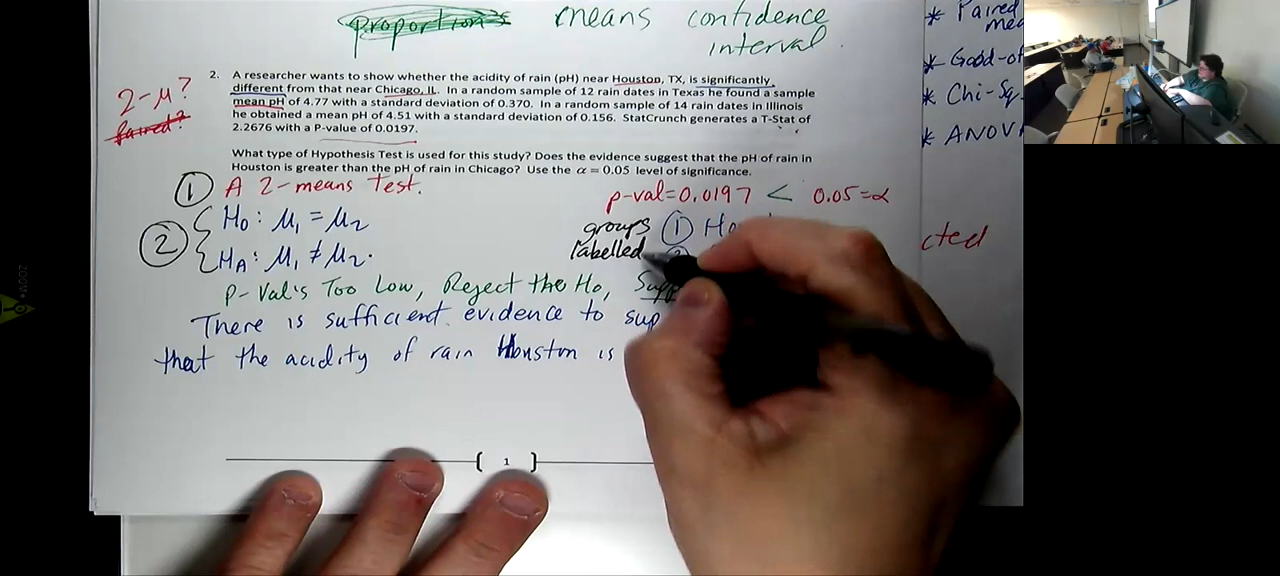 proportion's means confidence
interval.
* Paired
* Good-of
* Chi-Sq
* ANOVA
2-μ?
paired?
2. A researcher wants to show whether the acidity of rain (pH) near Houston, TX, is significantly
different from that near Chicago, IL. In a random sample of 12 rain dates in Texas he found a sample
mean pH of 4.77 with a standard deviation of 0.370. In a random sample of 14 rain dates in Illinois
he obtained a mean pH of 4.51 with a standard deviation of 0.156. StatCrunch generates a T-Stat of
2.2676 with a P-value of 0.0197.
What type of Hypothesis Test is used for this study? Does the evidence suggest that the pH of rain in
Houston is greater than the pH of rain in Chicago? Use the α = 0.05 level of significance.
① A 2-means Test.
p-val=0.0197 < 0.05=α
② { H₀: μ₁ = μ₂
Hₐ: μ₁ ≠ μ₂.
groups ① Ho
labelled
cted
P-Val's Too Low, Reject the Ho, Supp
There is sufficient evidence to sup
that the acidity of rain Houston is
{ 1 }
ZOOM